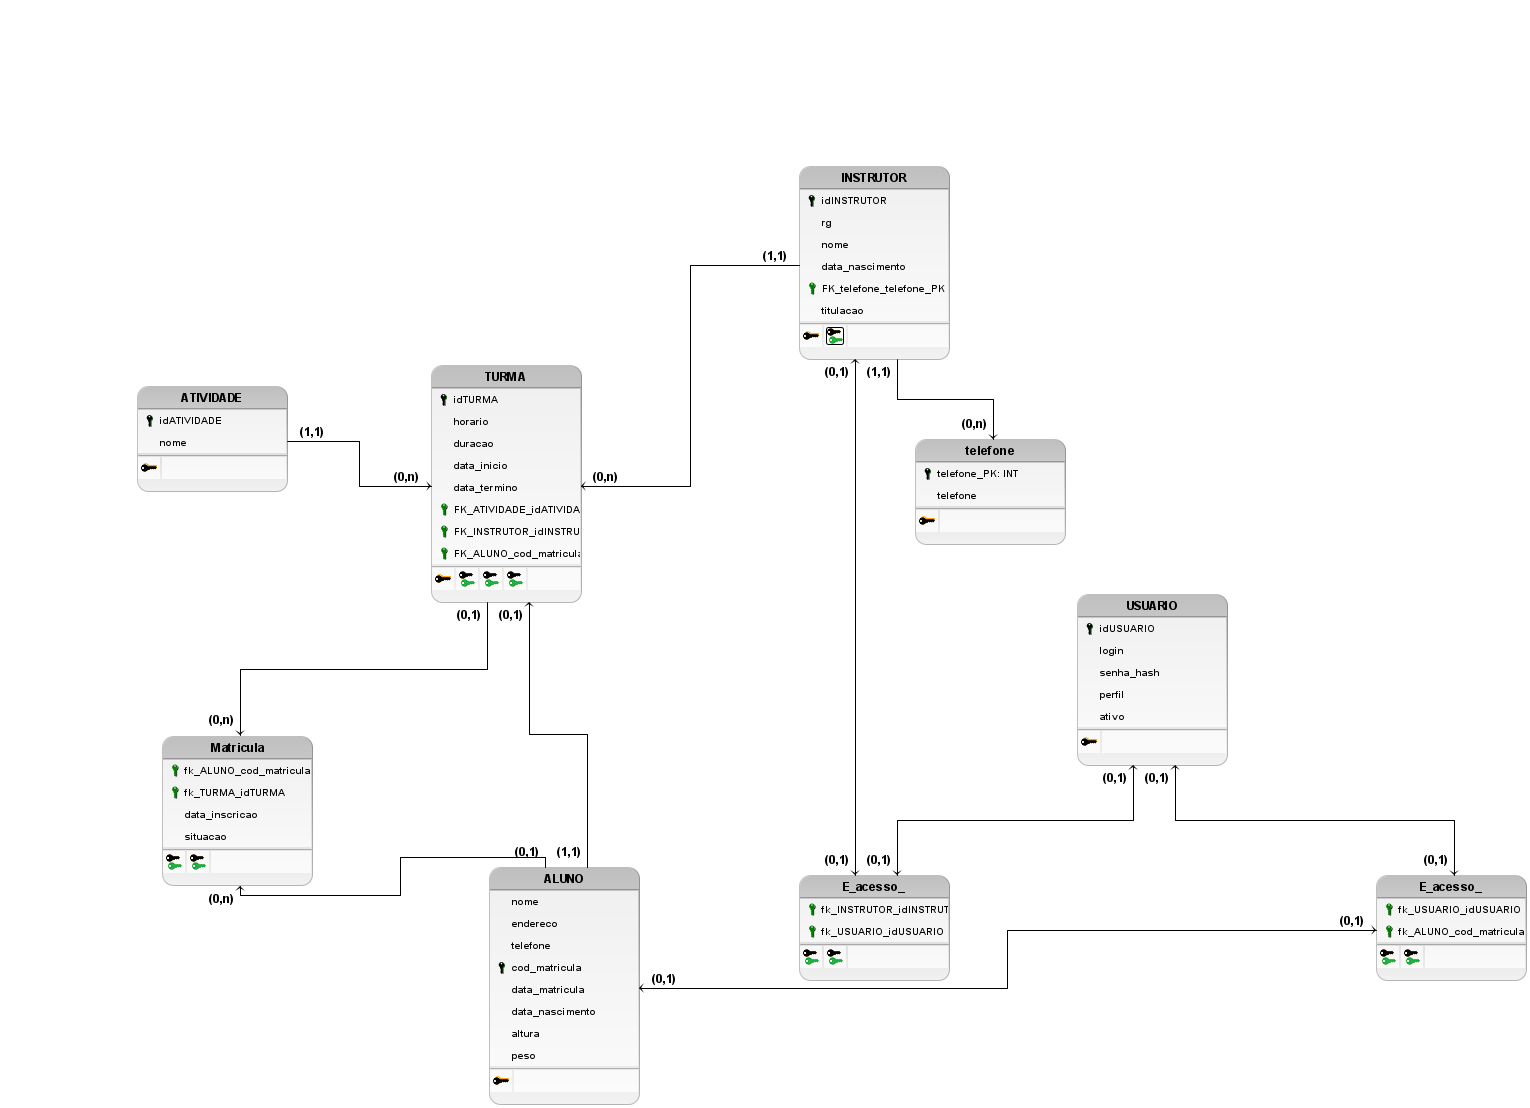 INSTRUTOR
idINSTRUTOR
rg
nome
data_nascimento
FK_telefone_telefone_PK
titulacao
(1,1)
(0,1)
(1,1)
TURMA
idTURMA
horario
duracao
data_inicio
data_termino
FK_ATIVIDADE_idATIVIDA
FK_INSTRUTOR_idINSTRU
FK_ALUNO_cod_matricula
(0,n)
(0,n)
(0,1)
(0,1)
ATIVIDADE
idATIVIDADE
nome
(1,1)
(0,n)
telefone
telefone_PK: INT
telefone
USUARIO
idUSUARIO
login
senha_hash
perfil
ativo
(0,1)
(0,1)
(0,n)
Matricula
fk_ALUNO_cod_matricula
fk_TURMA_idTURMA
data_inscricao
situacao
(0,n)
(0,1)
(1,1)
ALUNO
nome
endereco
telefone
cod_matricula
data_matricula
data_nascimento
altura
peso
(0,1)
(0,1)
(0,1)
E_acesso_
fk_INSTRUTOR_idINSTRUT
fk_USUARIO_idUSUARIO
(0,1)
(0,1)
E_acesso_
fk_USUARIO_idUSUARIO
fk_ALUNO_cod_matricula